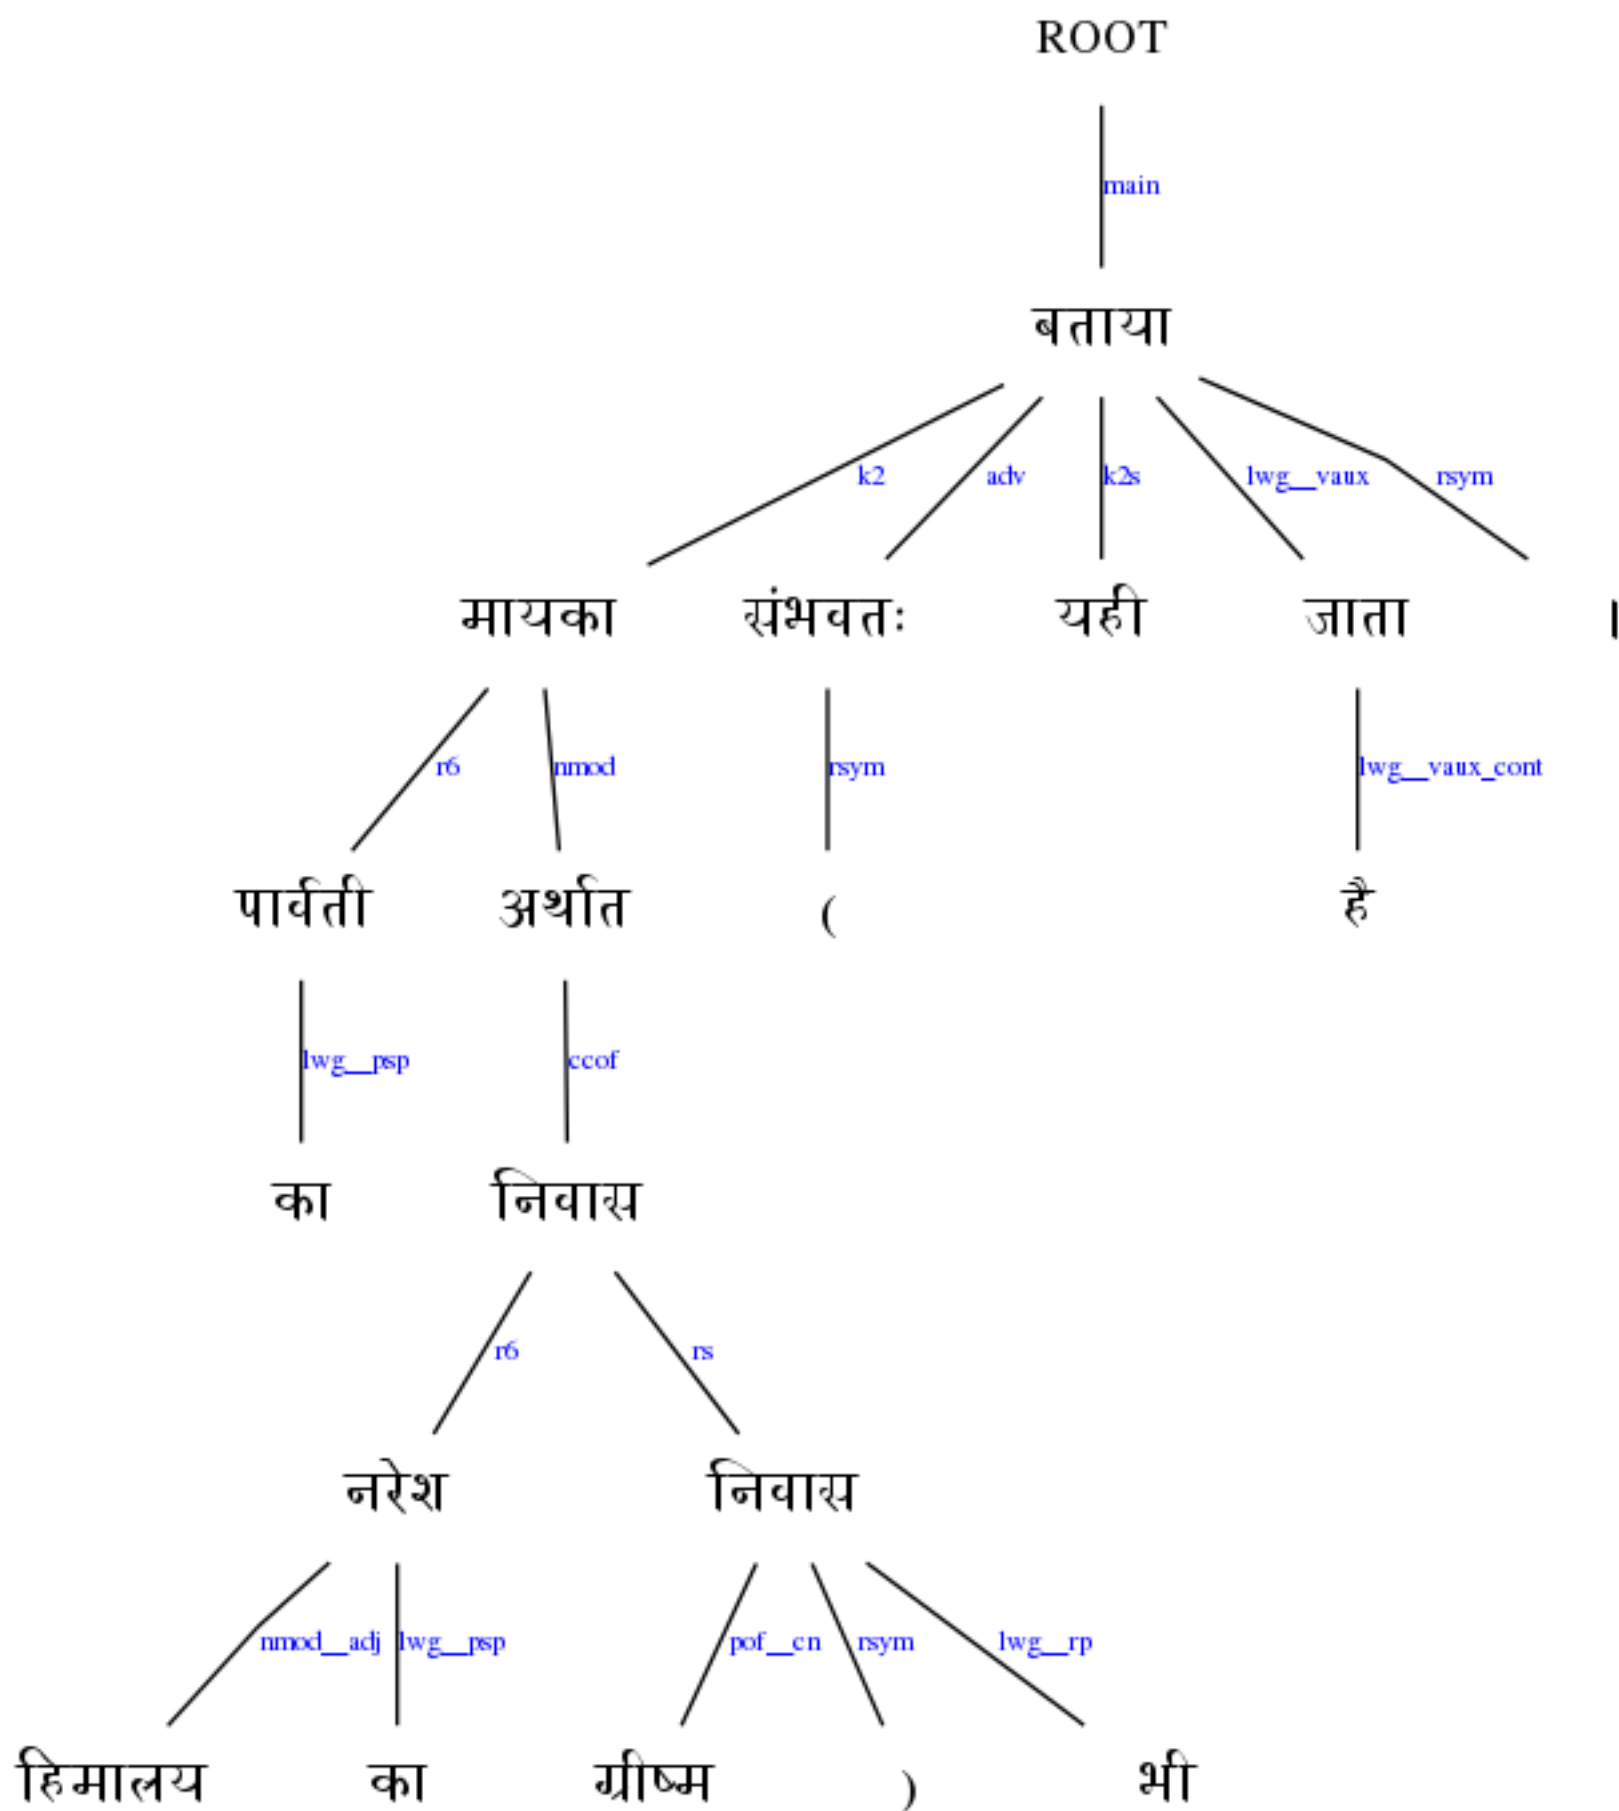 ROOT
main
बताया
k2 adv k2s lwg__vaux rsym
मायका संभवतः यही जाता ।
r6 nmod rsym lwg__vaux_cont
पार्वती अर्थात ( है
lwg__psp ccof
का निवास
r6 rs
नरेश निवास
nmod__adj lwg__psp pof__cn rsym lwg__rp
हिमालय का ग्रीष्म ) भी